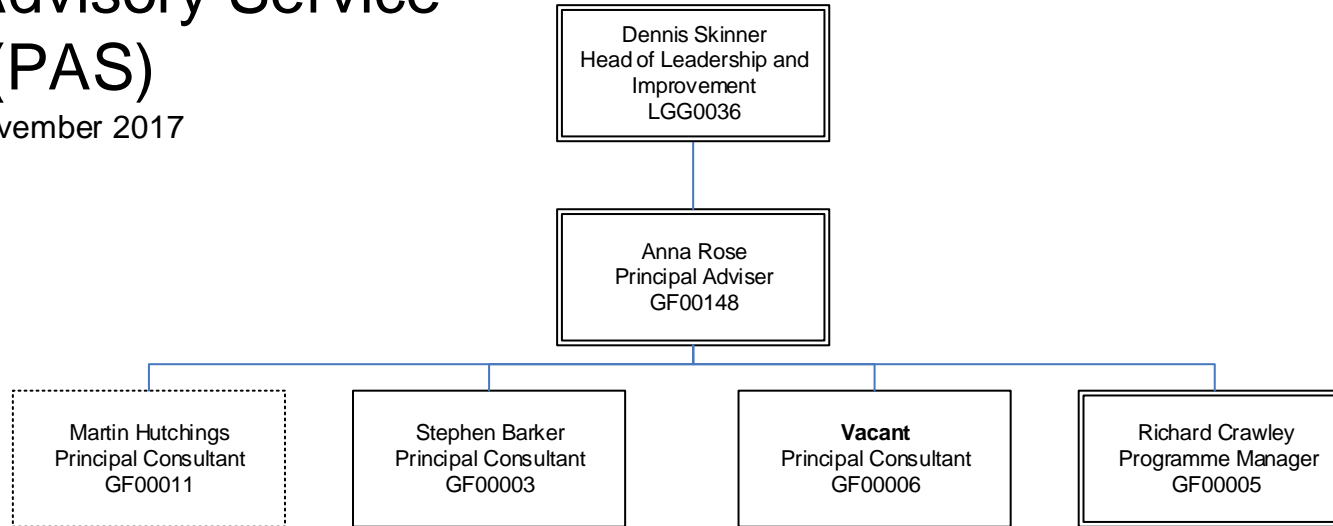 Advisory Service
(PAS)
vember 2017
Dennis Skinner
Head of Leadership and
Improvement
LGG0036
Anna Rose
Principal Adviser
GF00148
Martin Hutchings
Principal Consultant
GF00011
Stephen Barker
Principal Consultant
GF00003
Vacant
Principal Consultant
GF00006
Richard Crawley
Programme Manager
GF00005